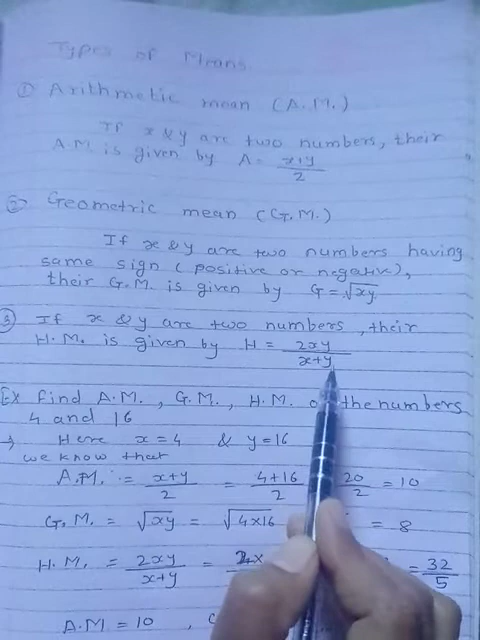 Types of Means
① Arithmetic mean (A.M.)
If x & y are two numbers, their
A.M. is given by A = x+y/2
② Geometric mean (G.M.)
If x & y are two numbers having
same sign (positive or negative),
their G.M. is given by G = √xy
③ If x & y are two numbers, their
H.M. is given by H = 2xy/x+y
Ex find A.M., G.M., H.M. of the numbers
4 and 16
→ Here x = 4 & y = 16
we know that
A.M. = x+y/2 = 4+16/2 20/2 = 10
G.M. = √xy = √4×16 = 8
H.M. = 2xy/x+y = = 32/5
A.M = 10 ,